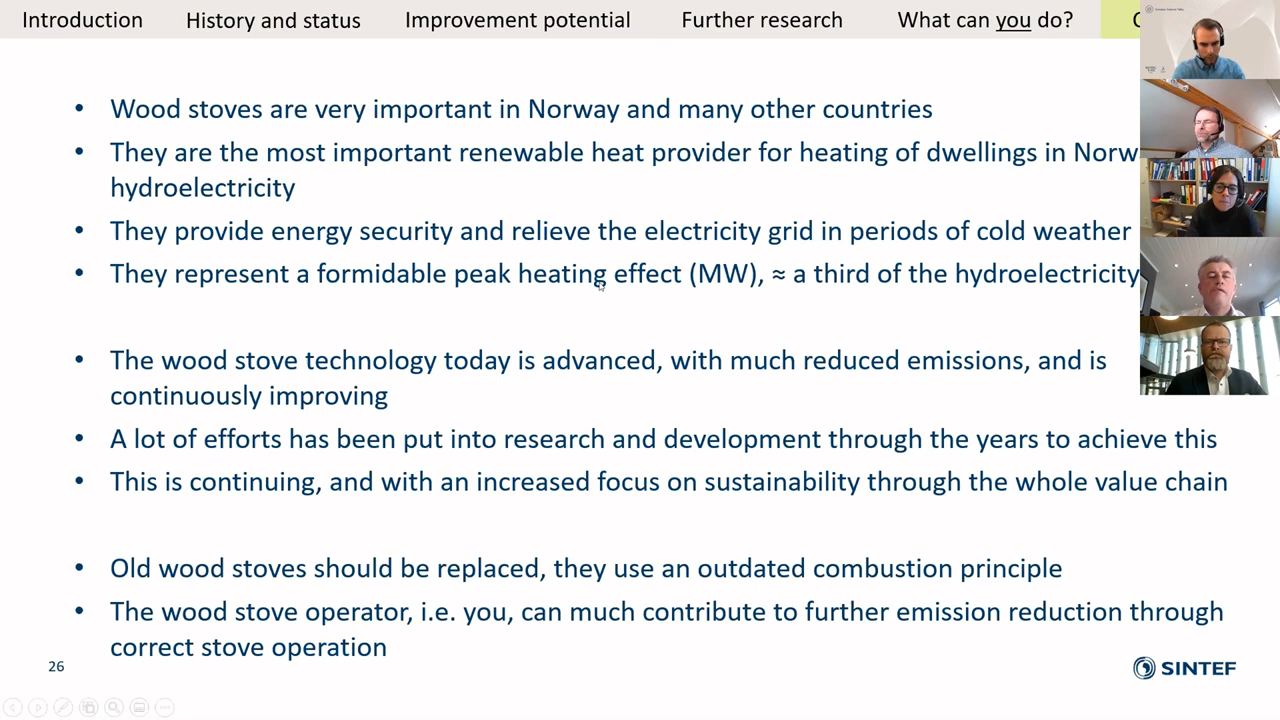 Introduction
History and status
Improvement potential
Further research
What can you do?
• Wood stoves are very important in Norway and many other countries
• They are the most important renewable heat provider for heating of dwellings in Norw
hydroelectricity
• They provide energy security and relieve the electricity grid in periods of cold weather
• They represent a formidable peak heating effect (MW), ≈ a third of the hydroelectricity
• The wood stove technology today is advanced, with much reduced emissions, and is
continuously improving
• A lot of efforts has been put into research and development through the years to achieve this
• This is continuing, and with an increased focus on sustainability through the whole value chain
• Old wood stoves should be replaced, they use an outdated combustion principle
• The wood stove operator, i.e. you, can much contribute to further emission reduction through
correct stove operation
26
SINTEF